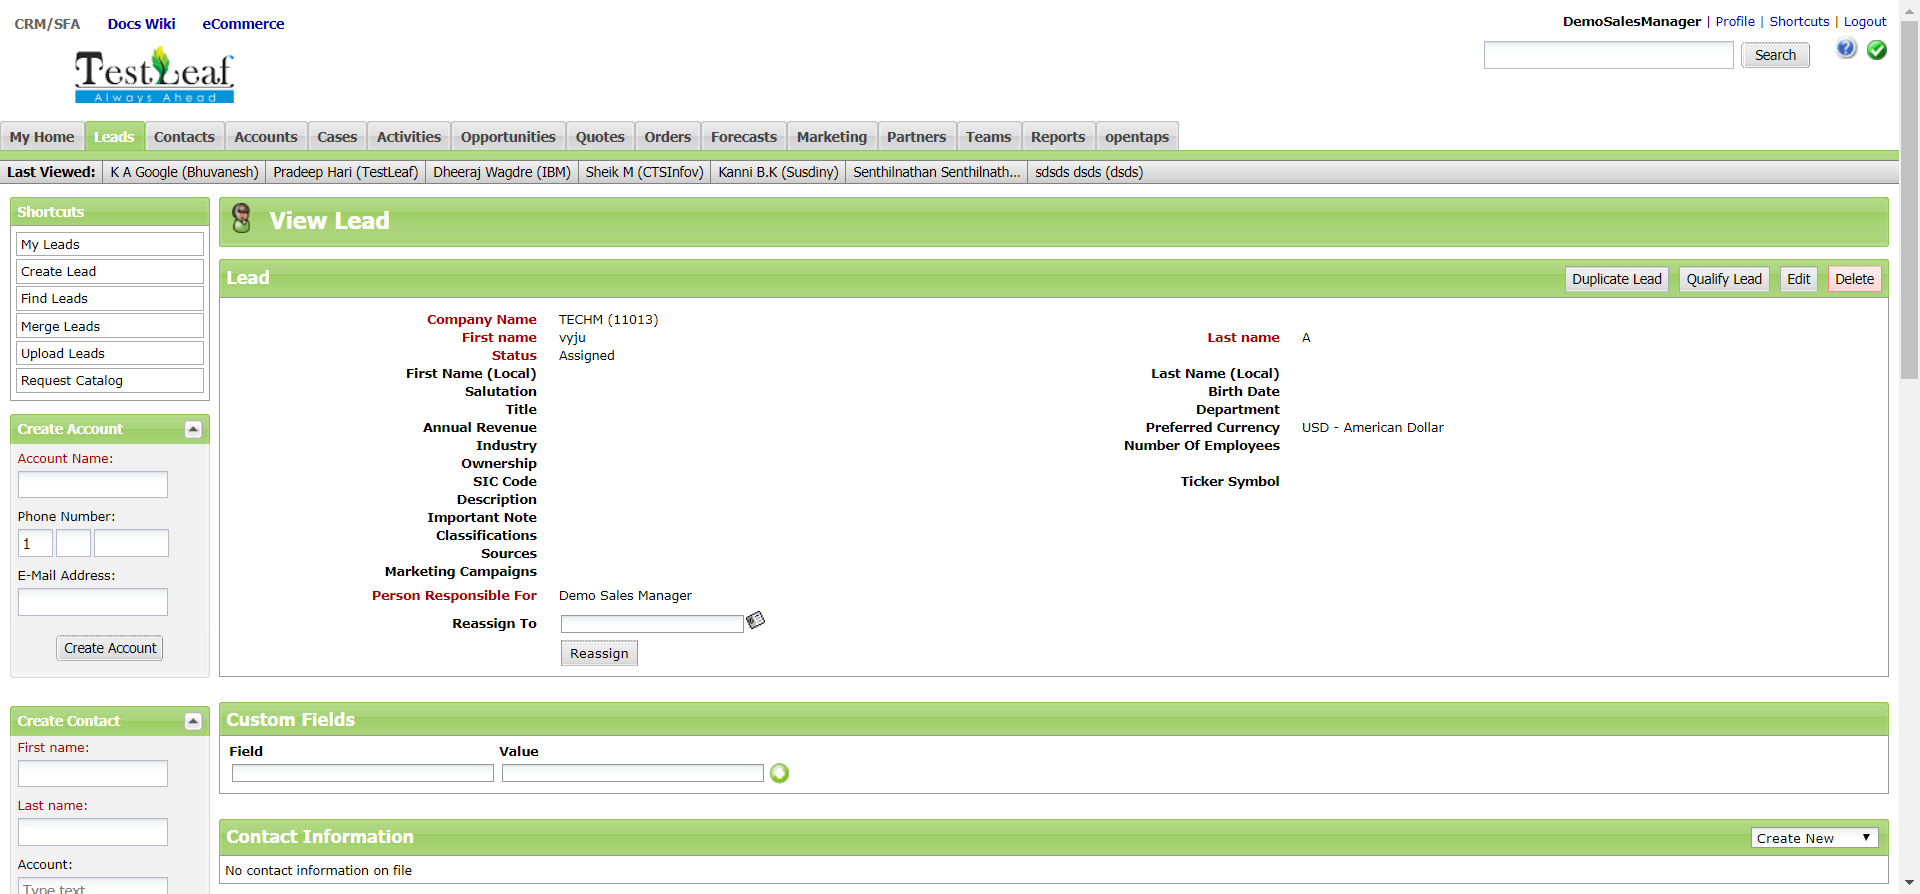 CRM/SFA Docs Wiki eCommerce
DemoSalesManager | Profile | Shortcuts | Logout
Search
TestLeaf
Always Ahead
My Home Leads Contacts Accounts Cases Activities Opportunities Quotes Orders Forecasts Marketing Partners Teams Reports opentaps
Last Viewed: K A Google (Bhuvanesh) Pradeep Hari (TestLeaf) Dheeraj Wagdre (IBM) Sheik M (CTSInfov) Kanni B.K (Susdiny) Senthilnathan Senthilnath... sdsds dsds (dsds)
Shortcuts
My Leads
Create Lead
Find Leads
Merge Leads
Upload Leads
Request Catalog
Create Account
Account Name:
Phone Number:
1
E-Mail Address:
Create Account
Create Contact
First name:
Last name:
Account:
Type text
View Lead
Lead Duplicate Lead Qualify Lead Edit Delete
Company Name TECHM (11013)
First name vyju Last name A
Status Assigned
First Name (Local) Last Name (Local)
Salutation Birth Date
Title Department
Annual Revenue Preferred Currency USD - American Dollar
Industry Number Of Employees
Ownership
SIC Code Ticker Symbol
Description
Important Note
Classifications
Sources
Marketing Campaigns
Person Responsible For Demo Sales Manager
Reassign To
Reassign
Custom Fields
Field Value
Contact Information Create New
No contact information on file